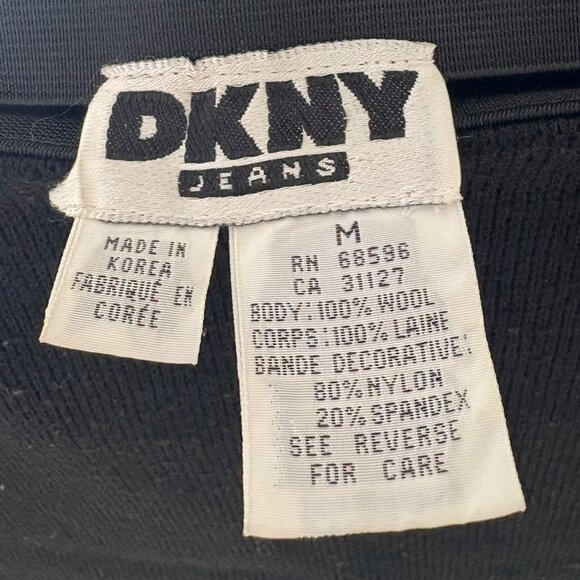 DKNY
JEANS
MADE IN
KOREA
FABRIQUÉ EN
CORÉE
M
RN 68596
CA 31127
BODY:100% WOOL
CORPS:100% LAINE
BANDE DECORATIVE:
80% NYLON
20% SPANDEX
SEE REVERSE
FOR CARE